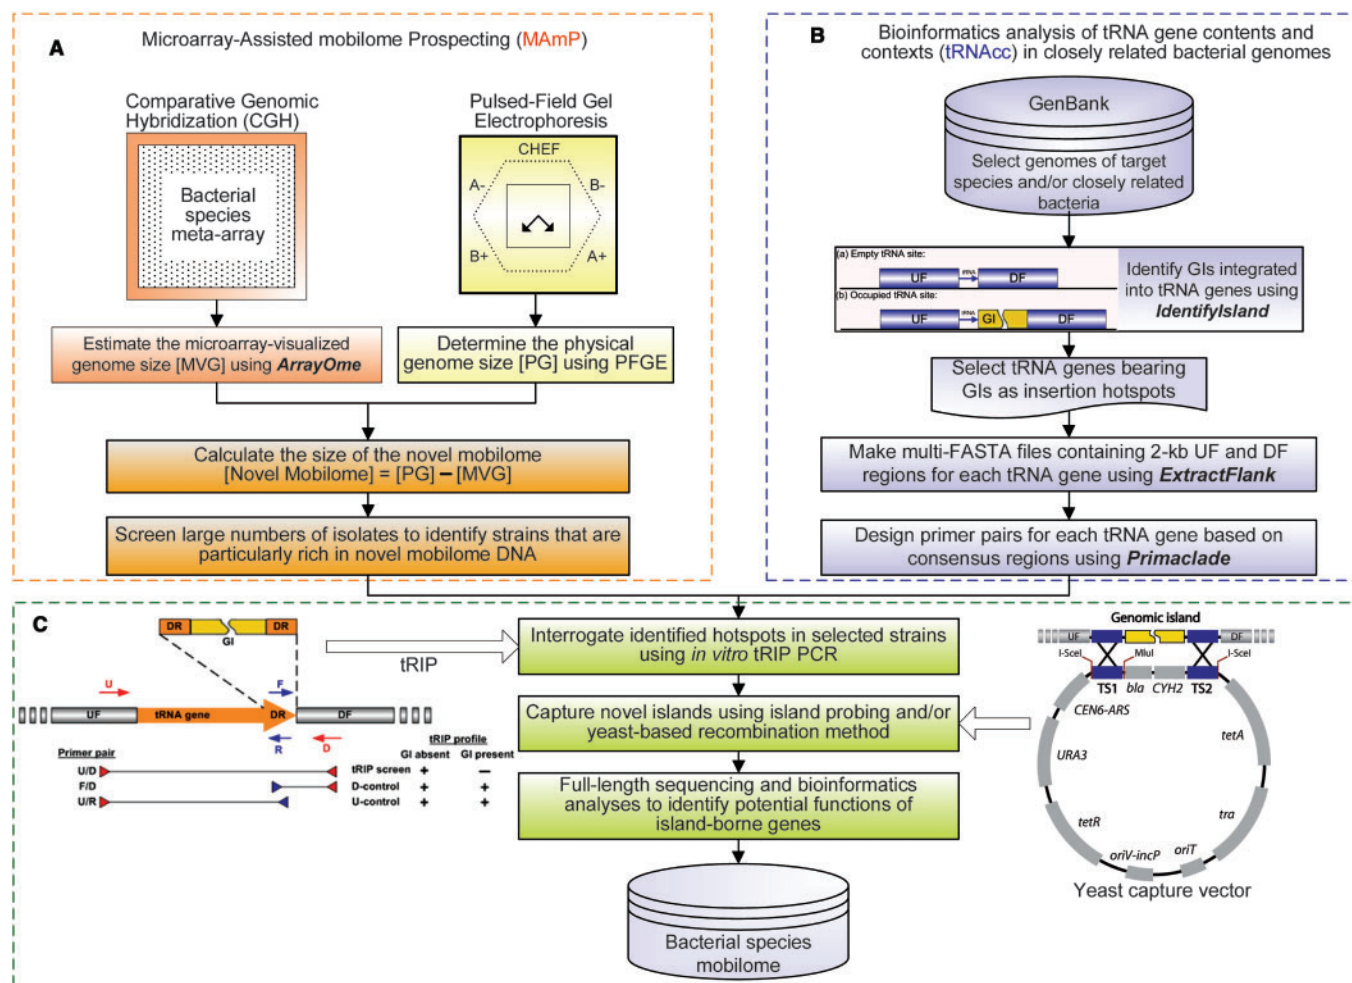 A
Microarray-Assisted mobilome Prospecting (MAmP)
Comparative Genomic
Hybridization (CGH)
Bacterial
species
meta-array
Pulsed-Field Gel
Electrophoresis
CHEF
A-
B-
B+
A+
Estimate the microarray-visualized
genome size [MVG] using ArrayOme
Determine the physical
genome size [PG] using PFGE
Calculate the size of the novel mobilome
[Novel Mobilome] = [PG] – [MVG]
Screen large numbers of isolates to identify strains that are
particularly rich in novel mobilome DNA
B
Bioinformatics analysis of tRNA gene contents and
contexts (tRNAcc) in closely related bacterial genomes
GenBank
Select genomes of target
species and/or closely related
bacteria
(a) Empty tRNA site:
UF
tRNA
DF
(b) Occupied tRNA site:
UF
tRNA
GI
DF
Identify GIs integrated
into tRNA genes using
IdentifyIsland
Select tRNA genes bearing
GIs as insertion hotspots
Make multi-FASTA files containing 2-kb UF and DF
regions for each tRNA gene using ExtractFlank
Design primer pairs for each tRNA gene based on
consensus regions using Primaclade
C
DR
GI
DR
tRIP
U
F
UF
tRNA gene
DR
DF
R
D
Primer pair
tRIP profile
GI absent
GI present
U/D
tRIP screen
+
–
F/D
D-control
+
+
U/R
U-control
+
+
Interrogate identified hotspots in selected strains
using in vitro tRIP PCR
Capture novel islands using island probing and/or
yeast-based recombination method
Full-length sequencing and bioinformatics
analyses to identify potential functions of
island-borne genes
Bacterial species
mobilome
Genomic island
UF
DF
I-SceI
MluI
I-SceI
TS1
bla
CYH2
TS2
CEN6-ARS
tetA
URA3
tetR
tra
oriV-incP
oriT
Yeast capture vector